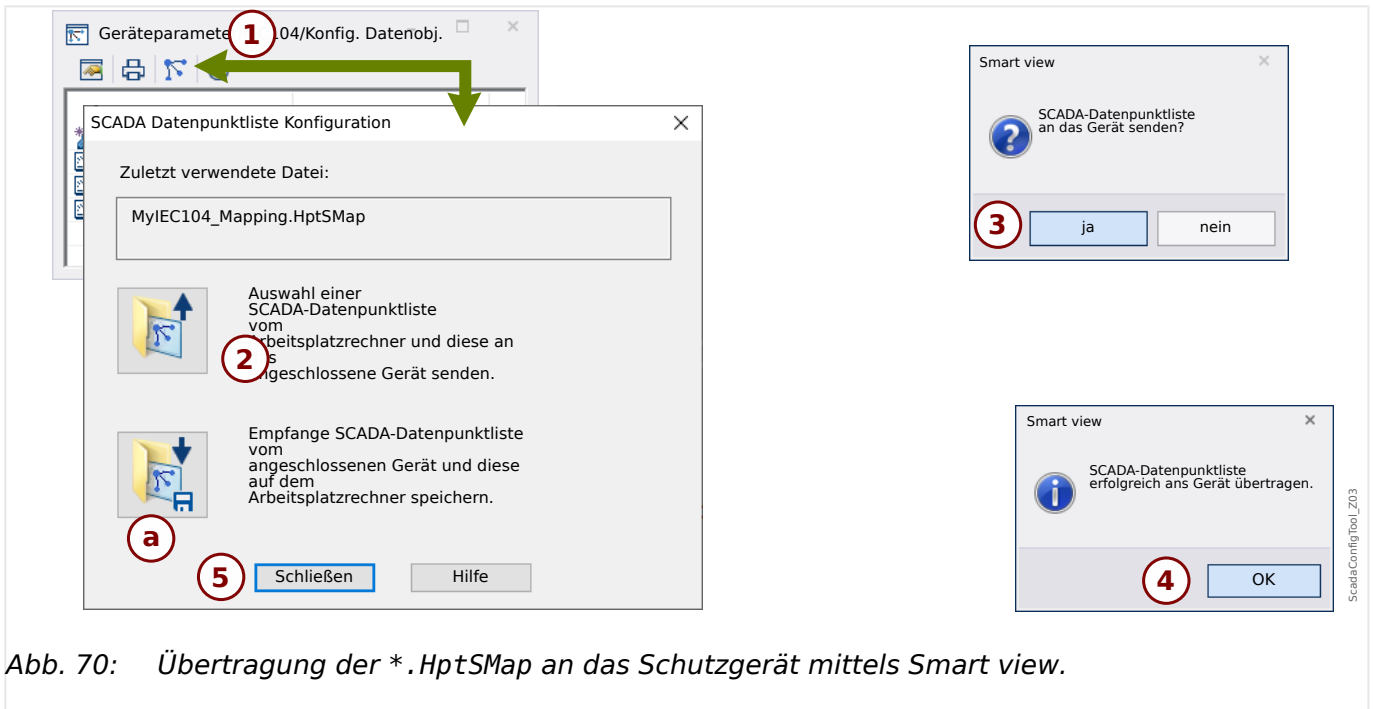 Geräteparamete 104/Konfig. Datenobj.
1
SCADA Datenpunktliste Konfiguration
Zuletzt verwendete Datei:
MyIEC104_Mapping.HptSMap
Auswahl einer
SCADA-Datenpunktliste
vom
Arbeitsplatzrechner und diese an
2
angeschlossene Gerät senden.
Empfange SCADA-Datenpunktliste
vom
angeschlossenen Gerät und diese
auf dem
Arbeitsplatzrechner speichern.
a
5
Schließen
Hilfe
Smart view
SCADA-Datenpunktliste
an das Gerät senden?
3
ja
nein
Smart view
SCADA-Datenpunktliste
erfolgreich ans Gerät übertragen.
4
OK
ScadaConfigTool_Z03
Abb. 70: Übertragung der *.HptSMap an das Schutzgerät mittels Smart view.